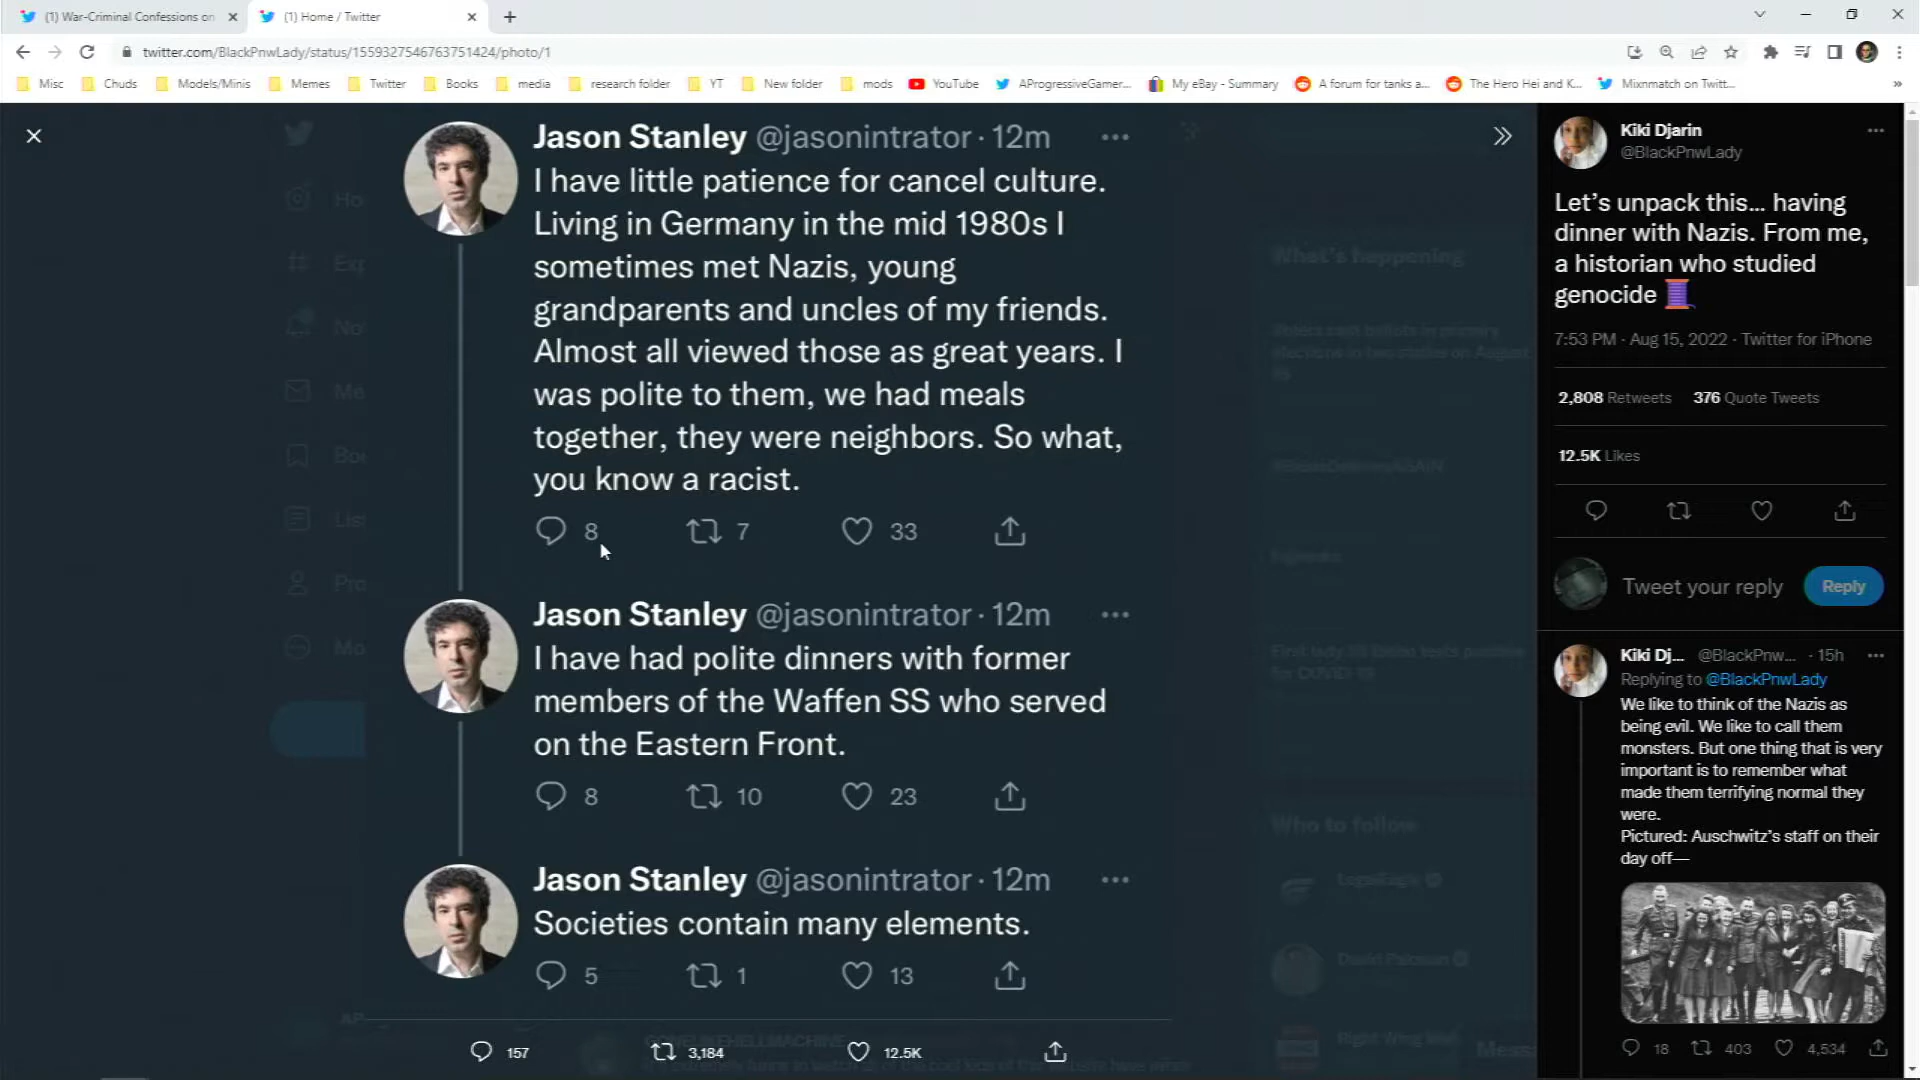 (1) War-Criminal Confessions on
(1) Home / Twitter
twitter.com/BlackPnwLady/status/1559327546763751424/photo/1
Misc
Chuds
Models/Minis
Memes
Twitter
Books
media
research folder
YT
New folder
mods
YouTube
AProgressiveGamer...
My eBay - Summary
A forum for tanks a...
The Hero Hei and K...
Mixnmatch on Twitt...
Jason Stanley @jasonintrator · 12m
I have little patience for cancel culture.
Living in Germany in the mid 1980s I
sometimes met Nazis, young
grandparents and uncles of my friends.
Almost all viewed those as great years. I
was polite to them, we had meals
together, they were neighbors. So what,
you know a racist.
8 7 33
Jason Stanley @jasonintrator · 12m
I have had polite dinners with former
members of the Waffen SS who served
on the Eastern Front.
8 10 23
Jason Stanley @jasonintrator · 12m
Societies contain many elements.
5 1 13
157 3,184 12.5K
What's happening
Who to follow
Kiki Djarin
@BlackPnwLady
Let's unpack this... having
dinner with Nazis. From me,
a historian who studied
genocide
7:53 PM · Aug 15, 2022 · Twitter for iPhone
2,808 Retweets 376 Quote Tweets
12.5K Likes
Tweet your reply
Reply
Kiki Dj... @BlackPnw... · 15h
Replying to @BlackPnwLady
We like to think of the Nazis as
being evil. We like to call them
monsters. But one thing that is very
important is to remember what
made them terrifying normal they
were.
Pictured: Auschwitz's staff on their
day off—
18 403 4,534